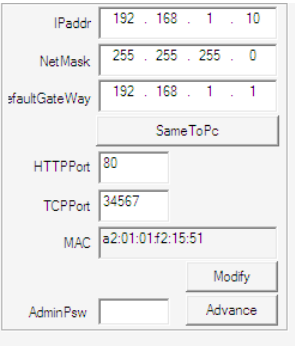 IPaddr 192 . 168 . 1 . 10
NetMask 255 . 255 . 255 . 0
efaultGateWay 192 . 168 . 1 . 1
SameToPc
HTTPPort 80
TCPPort 34567
MAC a2:01:01:f2:15:51
Modify
AdminPsw Advance